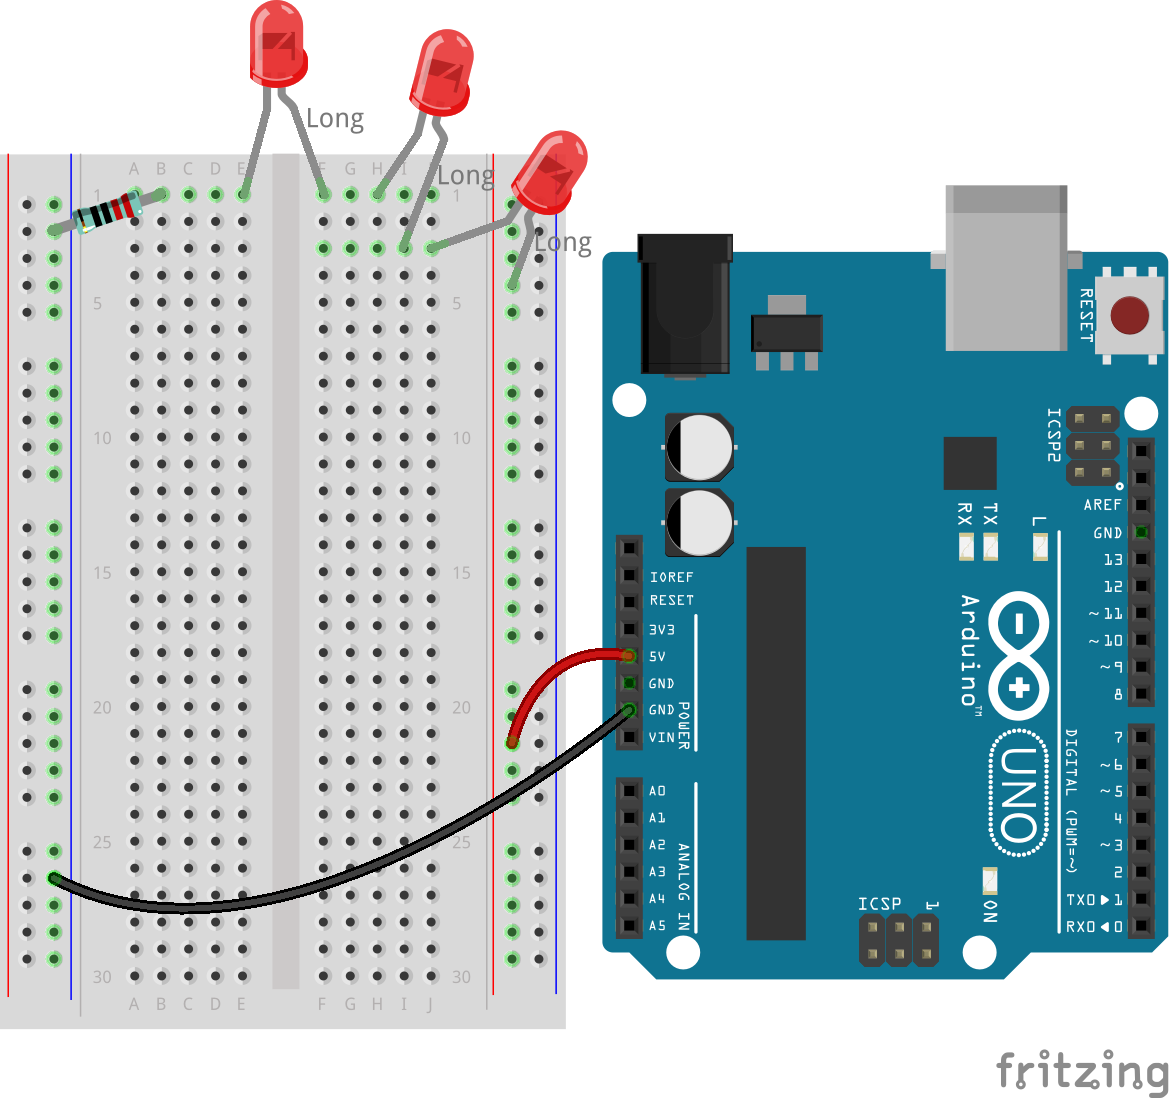 Long
Long
Long
A B C D E F G H I J
1 1
5 5
10 10
15 15
20 20
25 25
30 30
A B C D E F G H I J
RESET
ICSP2
AREF
GND
13
12
~11
~10
~9
8
7
~6
~5
4
~3
2
TX0▶1
RX0◀0
RX TX L
IOREF
RESET
3V3
5V
GND
GND
VIN
POWER
A0
A1
A2
A3
A4
A5
ANALOG IN
Arduino™
UNO
DIGITAL (PWM=~)
ON
ICSP 1
fritzing